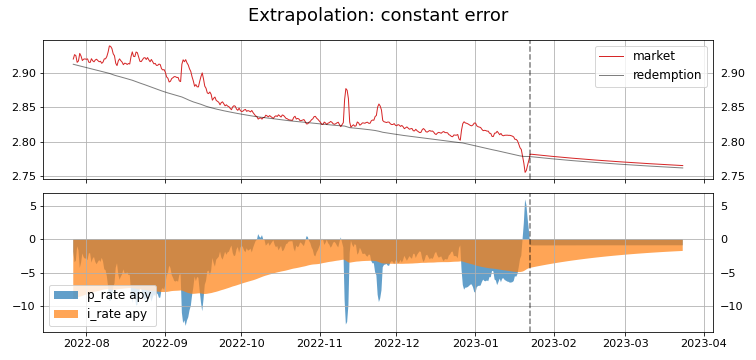 Extrapolation: constant error
market
redemption
2.90 2.90
2.85 2.85
2.80 2.80
2.75 2.75
5 5
0 0
−5 −5
−10 −10
p_rate apy
i_rate apy
2022-08 2022-09 2022-10 2022-11 2022-12 2023-01 2023-02 2023-03 2023-04